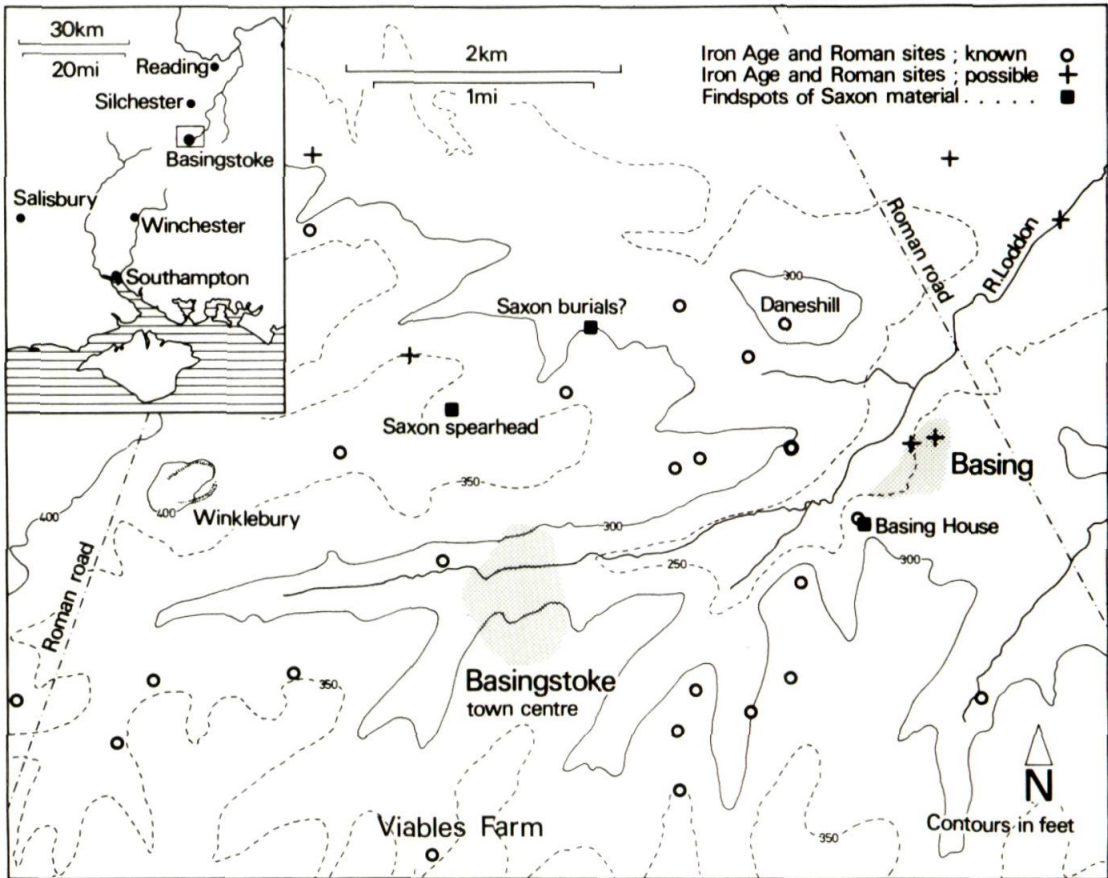 30km
20mi
Reading
Silchester
Basingstoke
Salisbury
Winchester
Southampton
2km
1mi
Iron Age and Roman sites ; known
Iron Age and Roman sites ; possible
Findspots of Saxon material . . . . .
Roman road
R. Loddon
300
Daneshill
Saxon burials?
Saxon spearhead
Basing
350
400
400
Winklebury
300
Basing House
250
300
Roman road
Basingstoke
town centre
350
N
Viables Farm
350
Contours in feet